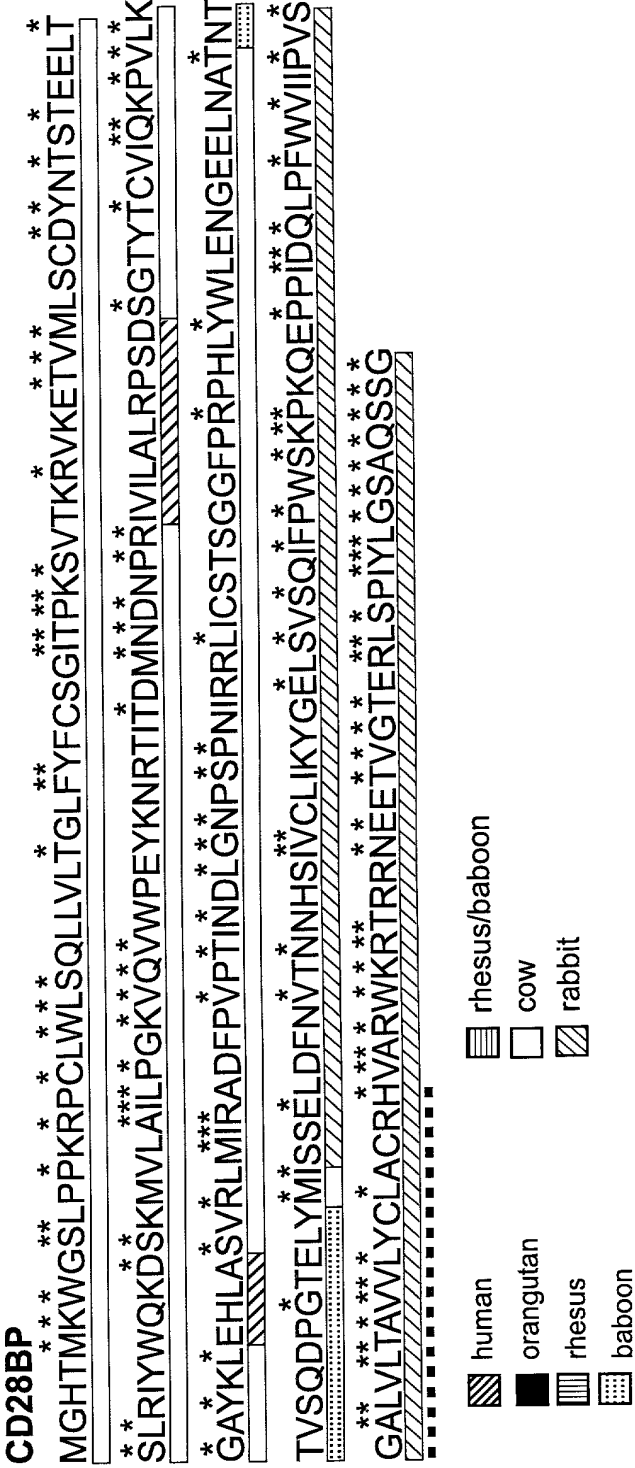 CD28BP
MGHTMKWGSLPPKRPCLWLSQLLVLTGLFYFCSGITPKSVTKRVKETVMLSCDYNTSTEELT
SLRIYWQKDSKMVLAILPGKVQVWPEYKNRTITDMNDNPRIVILALRPSDSGTYTCVIQKPVLK
GAYKLEHLASVRLMIRADFPVPTINDLGNPSPNIRRLICSTSGGFPRPHLYWLENGEELNATNT
TVSQDPGTELYMISSELDFNVTNNHSIVCLIKYGELSVSQIFPWSKPKQEPPIDQLPFWVIIPVS
GALVLTAVVLYCLACRHVARWKRTRRNEETVGTERLSPIYLGSAQSSG
human
orangutan
rhesus
baboon
rhesus/baboon
cow
rabbit